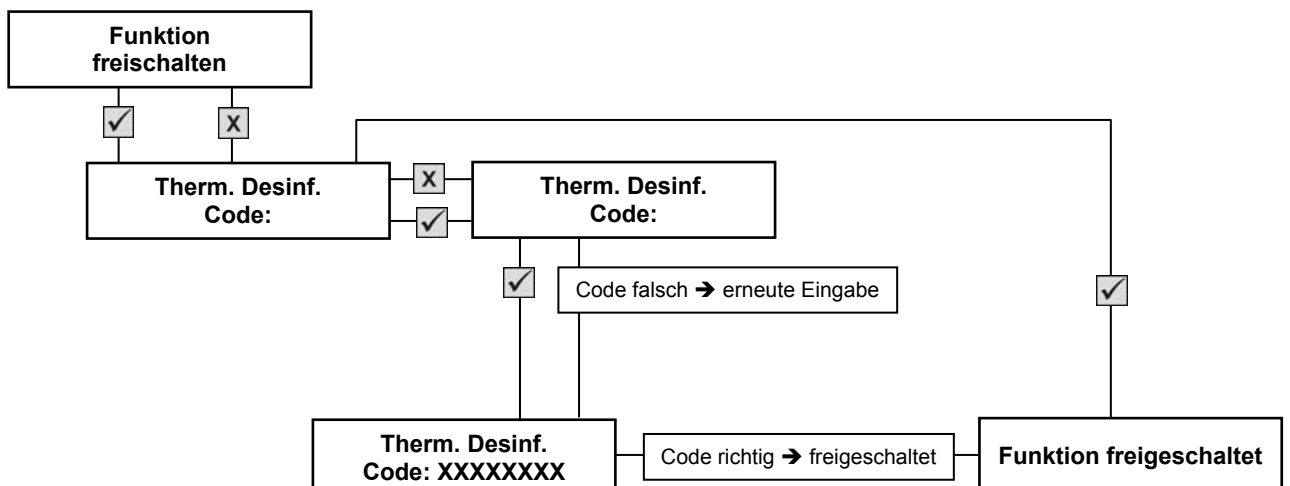 Funktion
freischalten
✓ X
Therm. Desinf.
Code:
X
✓
Therm. Desinf.
Code:
✓
Code falsch ➔ erneute Eingabe
✓
Therm. Desinf.
Code: XXXXXXXX
Code richtig ➔ freigeschaltet
Funktion freigeschaltet